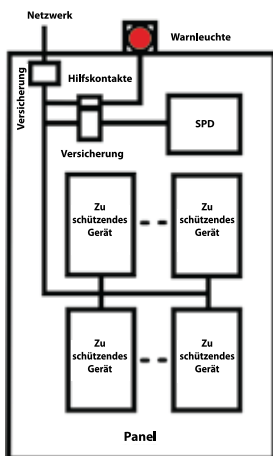 Netzwerk
Warnleuchte
Versicherung
Hilfskontakte
SPD
Versicherung
Zu
schützendes
Gerät
Zu
schützendes
Gerät
Zu
schützendes
Gerät
Zu
schützendes
Gerät
Panel